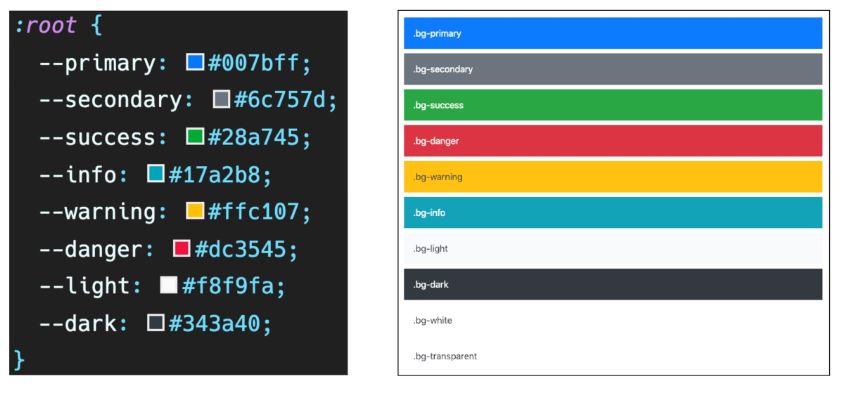 :root {
--primary: #007bff;
--secondary: #6c757d;
--success: #28a745;
--info: #17a2b8;
--warning: #ffc107;
--danger: #dc3545;
--light: #f8f9fa;
--dark: #343a40;
}
.bg-primary
.bg-secondary
.bg-success
.bg-danger
.bg-warning
.bg-info
.bg-light
.bg-dark
.bg-white
.bg-transparent